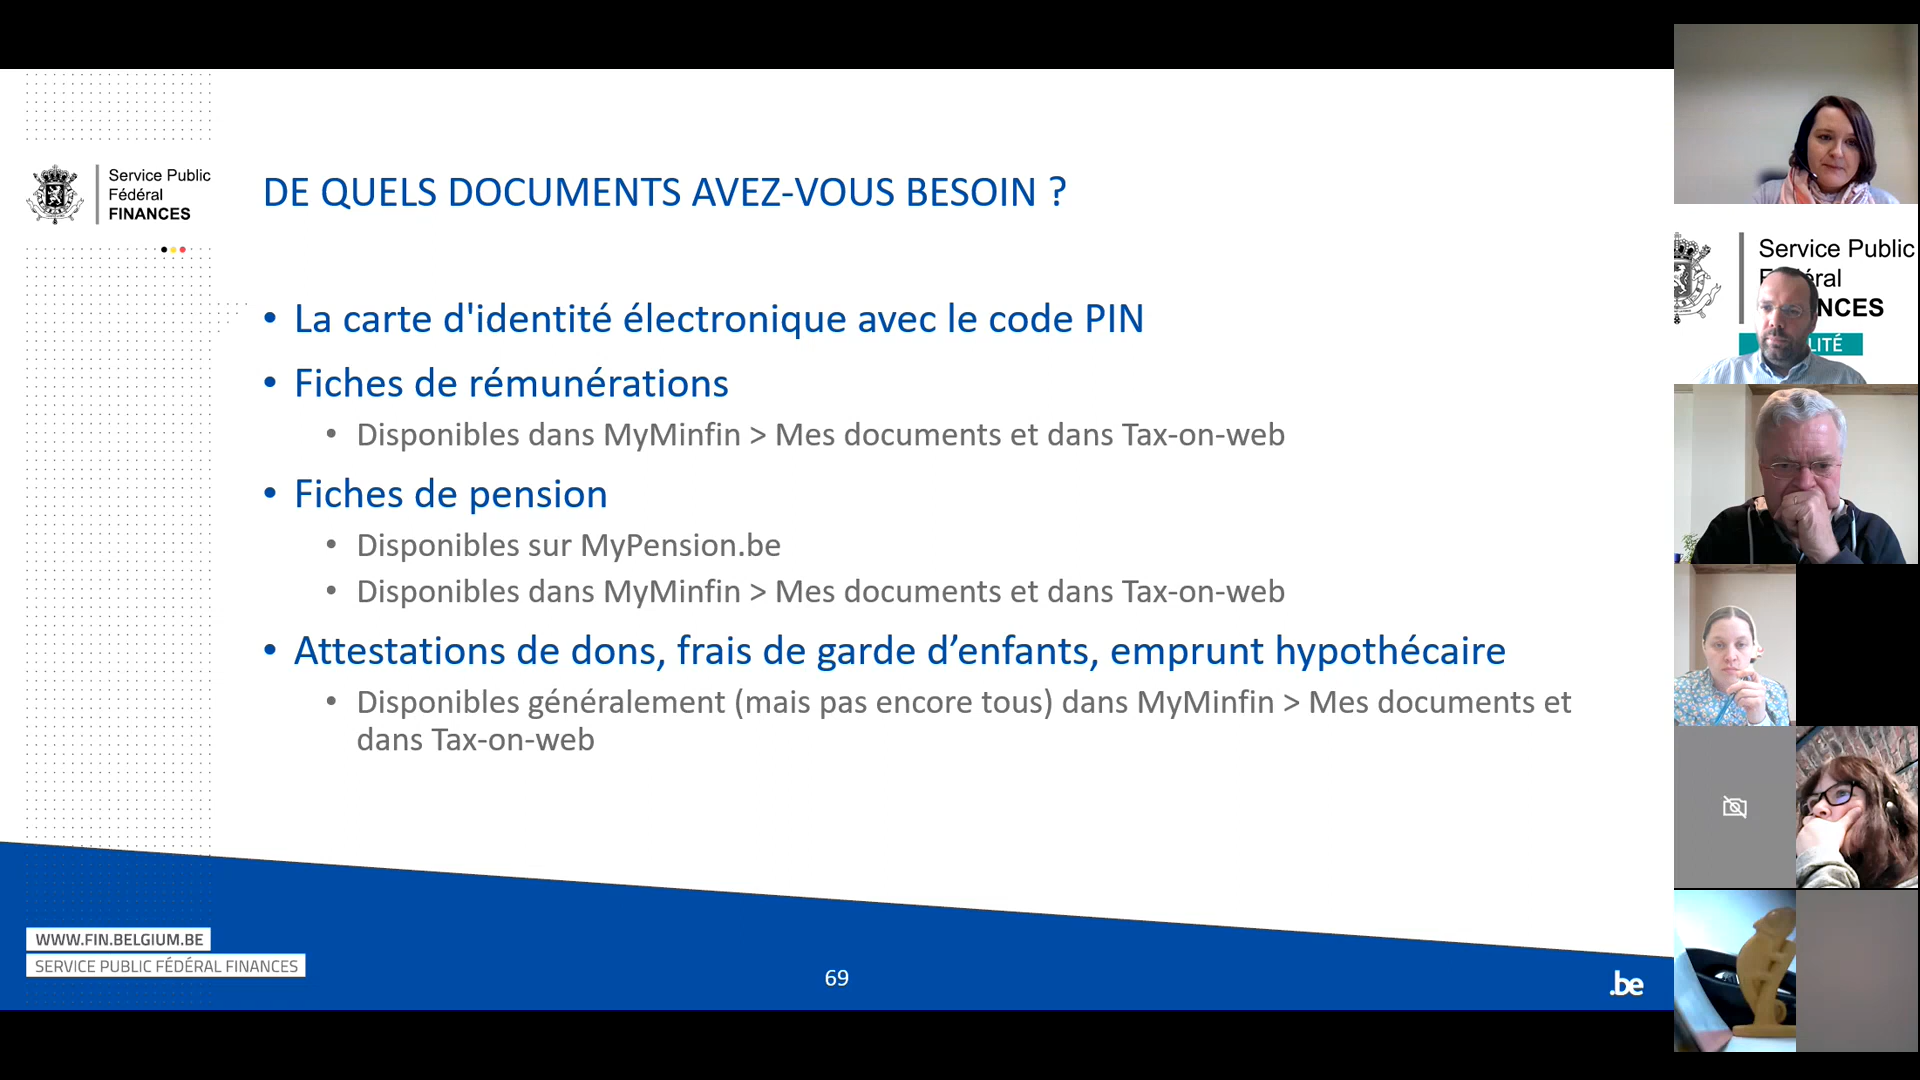 Service Public
Fédéral
FINANCES
DE QUELS DOCUMENTS AVEZ-VOUS BESOIN ?
• La carte d'identité électronique avec le code PIN
• Fiches de rémunérations
• Disponibles dans MyMinfin > Mes documents et dans Tax-on-web
• Fiches de pension
• Disponibles sur MyPension.be
• Disponibles dans MyMinfin > Mes documents et dans Tax-on-web
• Attestations de dons, frais de garde d’enfants, emprunt hypothécaire
• Disponibles généralement (mais pas encore tous) dans MyMinfin > Mes documents et
dans Tax-on-web
WWW.FIN.BELGIUM.BE
SERVICE PUBLIC FÉDÉRAL FINANCES
69
.be
Service Public